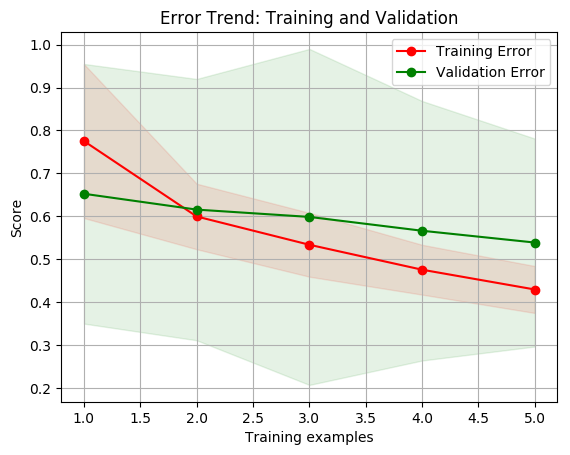 Error Trend: Training and Validation
Training Error
Validation Error
Score
1.0
0.9
0.8
0.7
0.6
0.5
0.4
0.3
0.2
1.0 1.5 2.0 2.5 3.0 3.5 4.0 4.5 5.0
Training examples